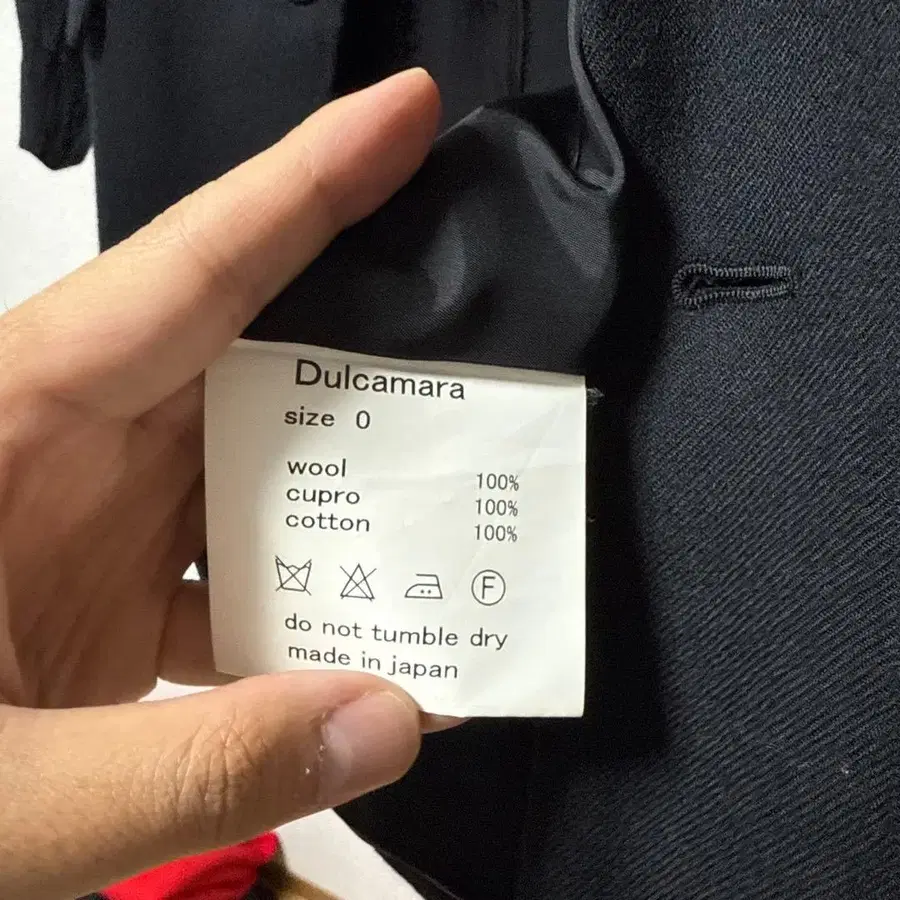 Dulcamara
size 0
wool 100%
cupro 100%
cotton 100%
F
do not tumble dry
made in japan